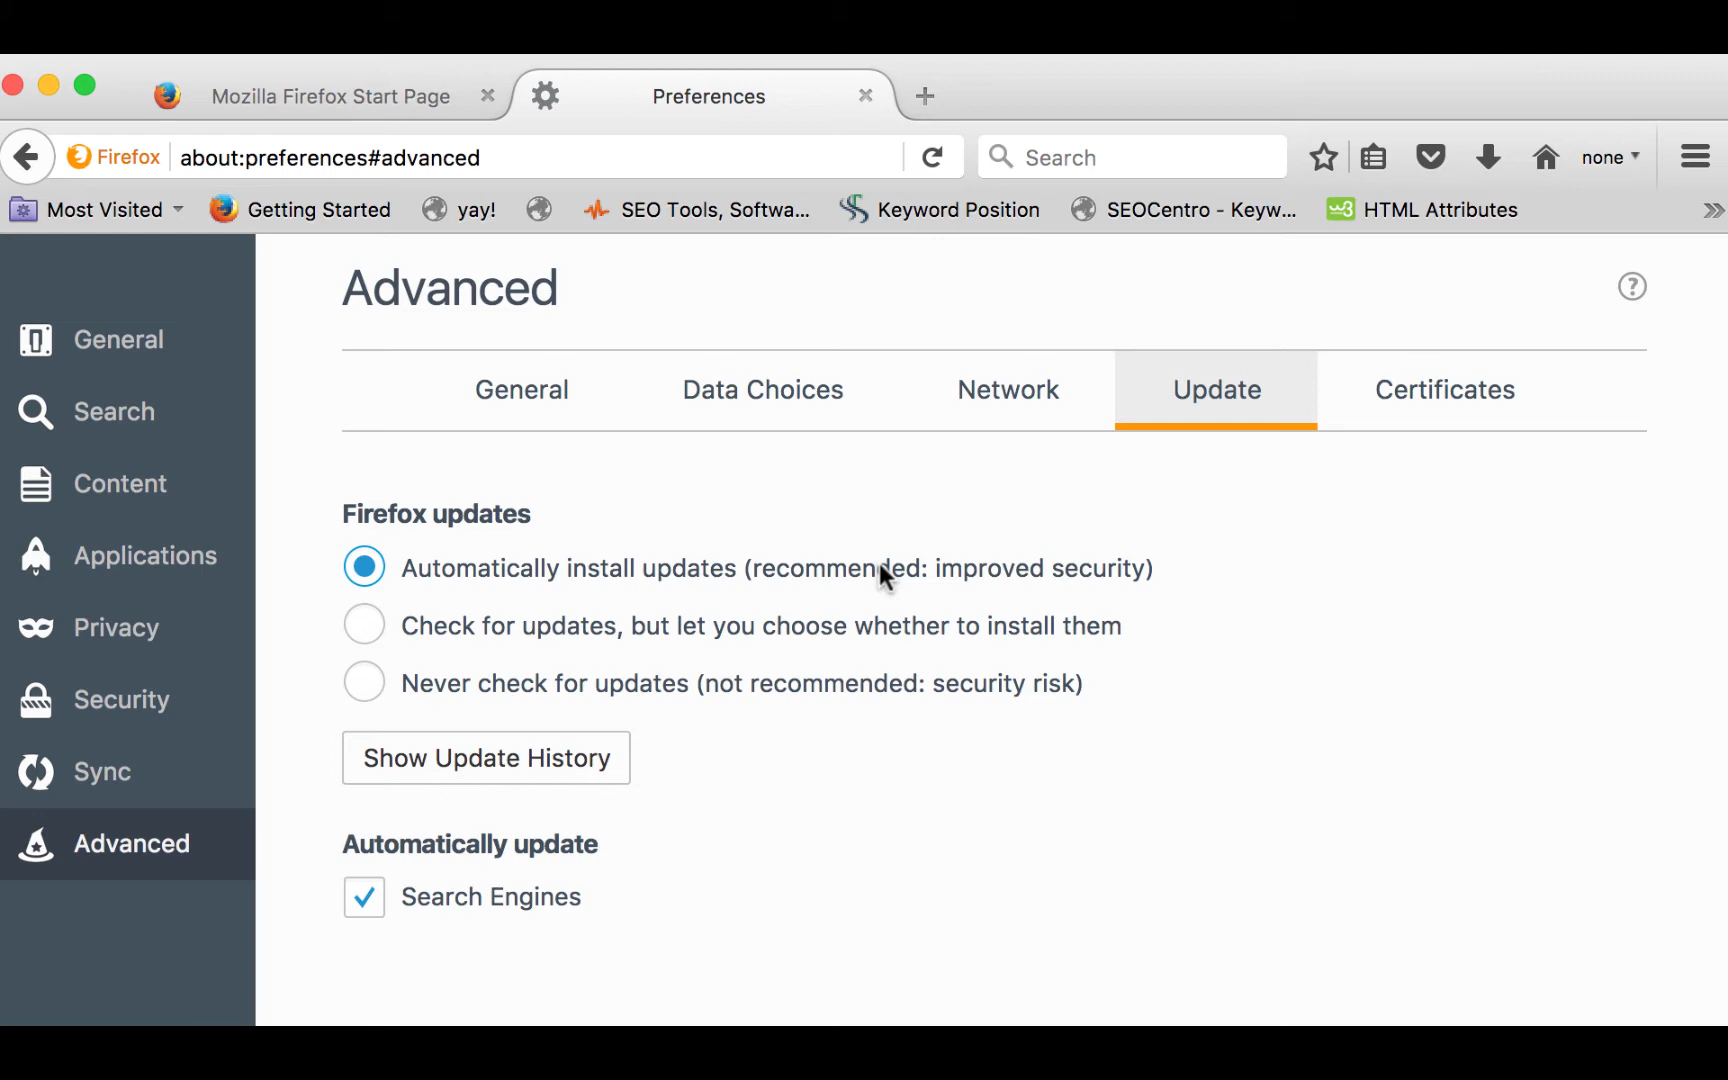 Mozilla Firefox Start Page
Preferences
Firefox about:preferences#advanced
Search
none
Most Visited
Getting Started
yay!
SEO Tools, Softwa...
Keyword Position
SEOCentro - Keyw...
w3 HTML Attributes
General
Search
Content
Applications
Privacy
Security
Sync
Advanced
Advanced
?
General
Data Choices
Network
Update
Certificates
Firefox updates
Automatically install updates (recommended: improved security)
Check for updates, but let you choose whether to install them
Never check for updates (not recommended: security risk)
Show Update History
Automatically update
Search Engines